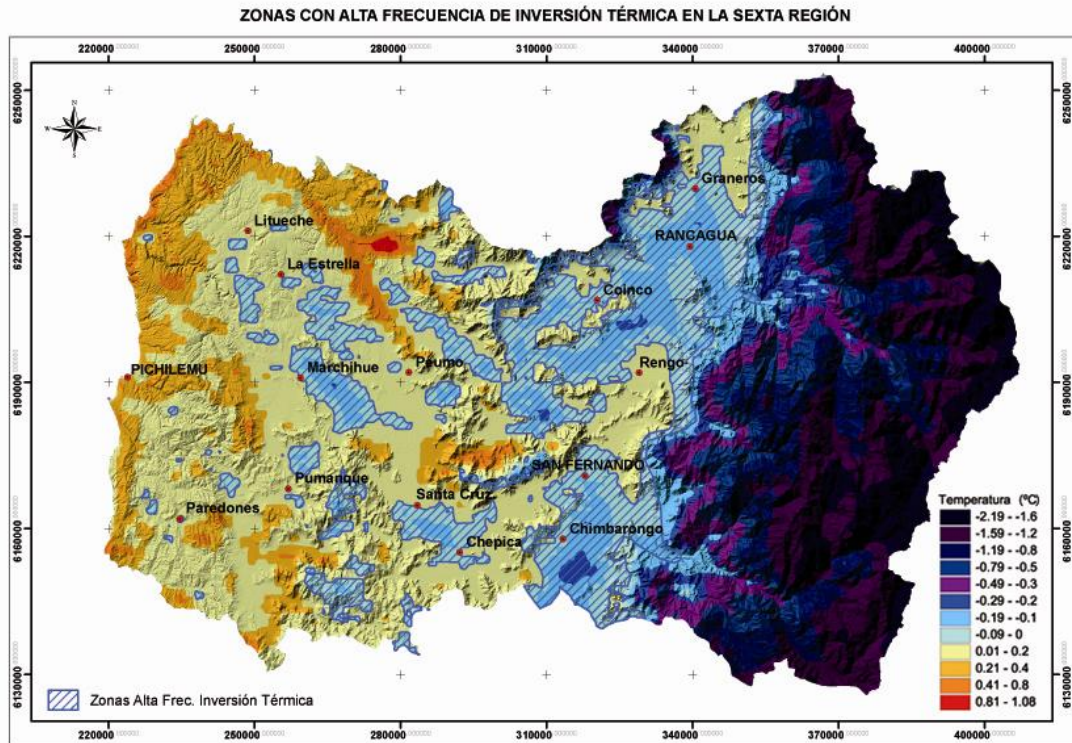 ZONAS CON ALTA FRECUENCIA DE INVERSIÓN TÉRMICA EN LA SEXTA REGIÓN
220000 250000 280000 310000 340000 370000 400000
6250000 6250000
N
W E
S
Graneros
Litueche
6220000 RANCAGUA 6220000
La Estrella
Coinco
Marchihue Peumo Rengo
PICHILEMU
6190000 6190000
SAN FERNANDO
Pumanque
Santa Cruz
Paredones
Chimbarongo
6160000 6160000
Chepica
Temperatura (ºC)
-2.19 - -1.6
-1.59 - -1.2
-1.19 - -0.8
-0.79 - -0.5
-0.49 - -0.3
-0.29 - -0.2
-0.19 - -0.1
-0.09 - 0
0.01 - 0.2
0.21 - 0.4
0.41 - 0.8
0.81 - 1.08
6130000 6130000
Zonas Alta Frec. Inversión Térmica
220000 250000 280000 310000 340000 370000 400000